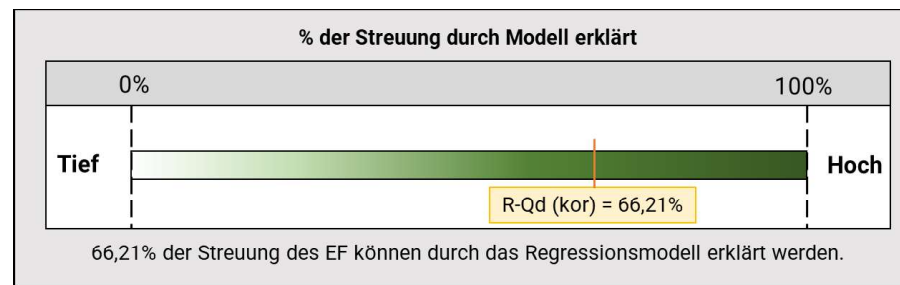 % der Streuung durch Modell erklärt
0% 100%
Tief Hoch
R-Qd (kor) = 66,21%
66,21% der Streuung des EF können durch das Regressionsmodell erklärt werden.